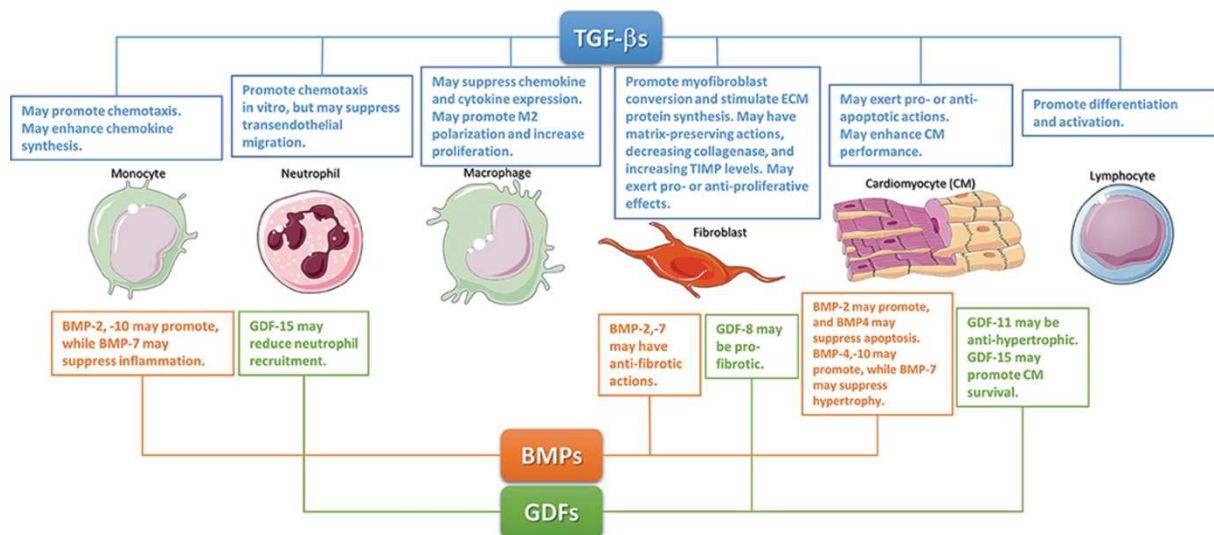 TGF-βs
May promote chemotaxis.
May enhance chemokine
synthesis.
Promote chemotaxis
in vitro, but may suppress
transendothelial
migration.
May suppress chemokine
and cytokine expression.
May promote M2
polarization and increase
proliferation.
Promote myofibroblast
conversion and stimulate ECM
protein synthesis. May have
matrix-preserving actions,
decreasing collagenase, and
increasing TIMP levels. May
exert pro- or anti-proliferative
effects.
May exert pro- or anti-
apoptotic actions.
May enhance CM
performance.
Promote differentiation
and activation.
Monocyte
Neutrophil
Macrophage
Fibroblast
Cardiomyocyte (CM)
Lymphocyte
BMP-2, -10 may promote,
while BMP-7 may
suppress inflammation.
GDF-15 may
reduce neutrophil
recruitment.
BMP-2,-7
may have
anti-fibrotic
actions.
GDF-8 may
be pro-
fibrotic.
BMP-2 may promote,
and BMP4 may
suppress apoptosis.
BMP-4,-10 may
promote, while BMP-7
may suppress
hypertrophy.
GDF-11 may be
anti-hypertrophic.
GDF-15 may
promote CM
survival.
BMPs
GDFs